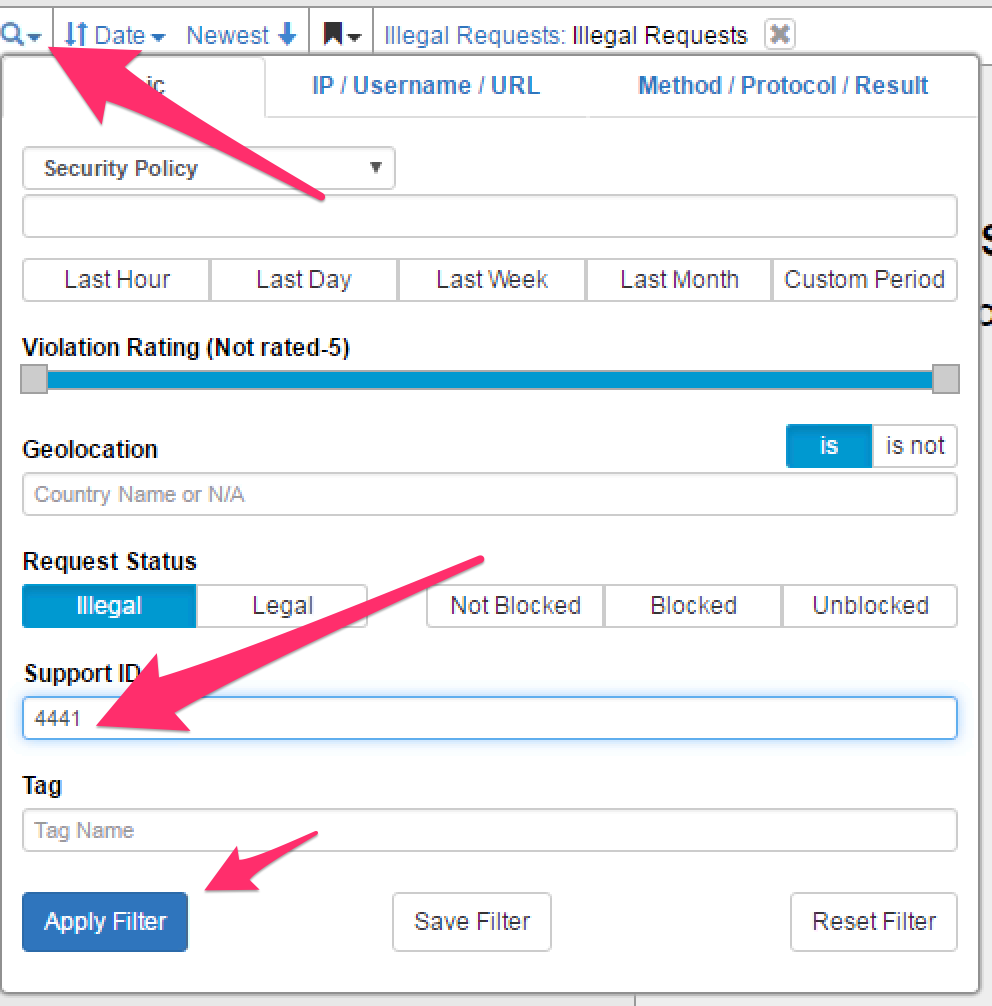 Date Newest Illegal Requests: Illegal Requests
IP / Username / URL Method / Protocol / Result
Security Policy
Last Hour Last Day Last Week Last Month Custom Period
Violation Rating (Not rated-5)
Geolocation is is not
Country Name or N/A
Request Status
Illegal Legal Not Blocked Blocked Unblocked
Support ID
4441
Tag
Tag Name
Apply Filter Save Filter Reset Filter